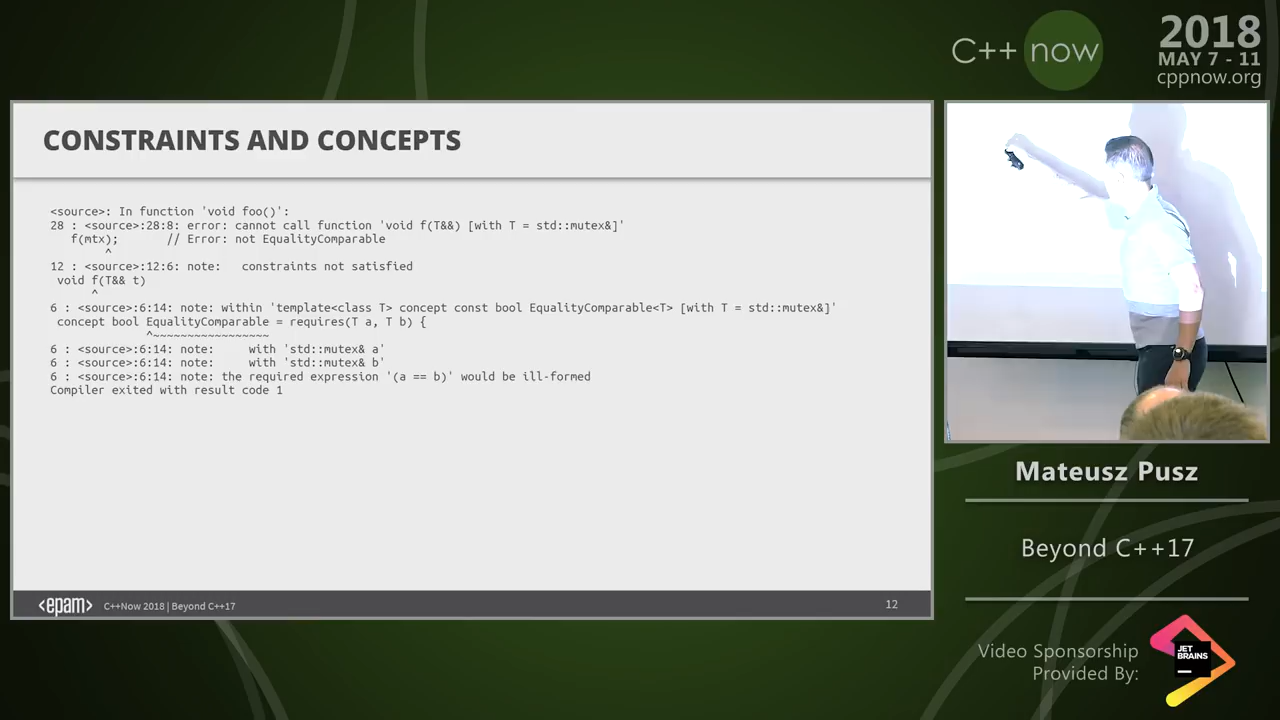 C++ now
2018
MAY 7 - 11
cppnow.org
CONSTRAINTS AND CONCEPTS
<source>: In function 'void foo()':
28 : <source>:28:8: error: cannot call function 'void f(T&&) [with T = std::mutex&]'
f(mtx);       // Error: not EqualityComparable
^
12 : <source>:12:6: note:   constraints not satisfied
void f(T&& t)
^
6 : <source>:6:14: note: within 'template<class T> concept const bool EqualityComparable<T> [with T = std::mutex&]'
concept bool EqualityComparable = requires(T a, T b) {
^~~~~~~~~~~~~~~~~~
6 : <source>:6:14: note:     with 'std::mutex& a'
6 : <source>:6:14: note:     with 'std::mutex& b'
6 : <source>:6:14: note: the required expression '(a == b)' would be ill-formed
Compiler exited with result code 1
<epam>
C++Now 2018 | Beyond C++17
12
Mateusz Pusz
Beyond C++17
Video Sponsorship
Provided By:
JET
BRAINS